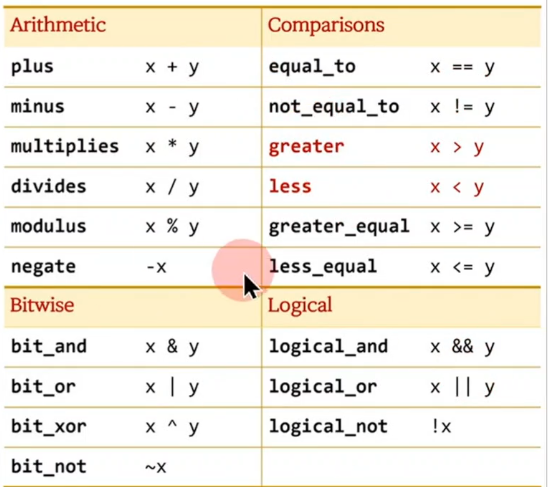 Arithmetic Comparisons
plus x + y equal_to x == y
minus x - y not_equal_to x != y
multiplies x * y greater x > y
divides x / y less x < y
modulus x % y greater_equal x >= y
negate -x less_equal x <= y
Bitwise Logical
bit_and x & y logical_and x && y
bit_or x | y logical_or x || y
bit_xor x ^ y logical_not !x
bit_not ~x